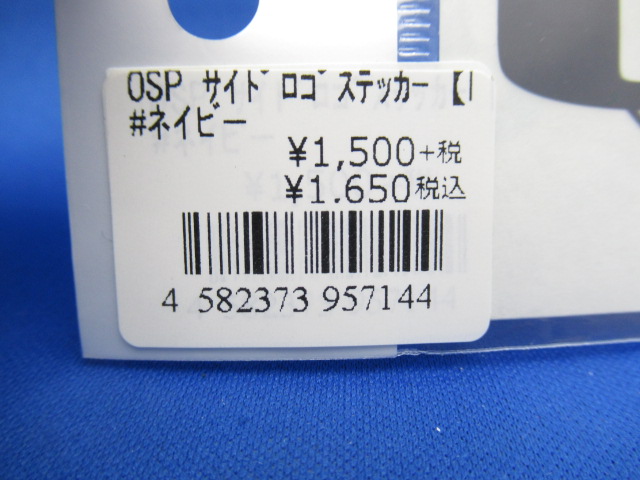 OSP ｻｲﾄﾞﾛｺﾞｽﾃｯｶｰ【
#ネイビー
¥1,500+税
¥1,650税込
4 582373 957144